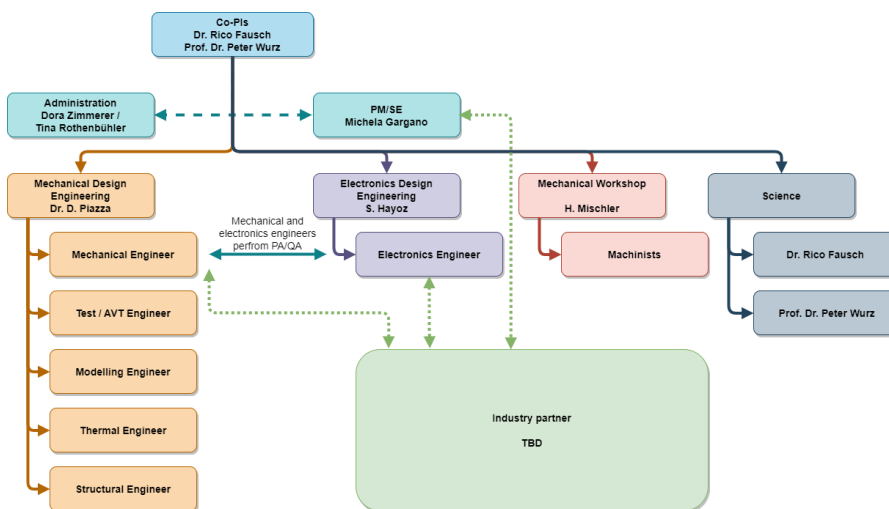 Co-PIs
Dr. Rico Fausch
Prof. Dr. Peter Wurz
Administration
Dora Zimmerer /
Tina Rothenbühler
PM/SE
Michela Gargano
Mechanical Design
Engineering
Dr. D. Piazza
Electronics Design
Engineering
S. Hayoz
Mechanical Workshop
H. Mischler
Science
Mechanical and
electronics engineers
perfrom PA/QA
Mechanical Engineer
Electronics Engineer
Machinists
Dr. Rico Fausch
Test / AVT Engineer
Prof. Dr. Peter Wurz
Modelling Engineer
Industry partner
TBD
Thermal Engineer
Structural Engineer